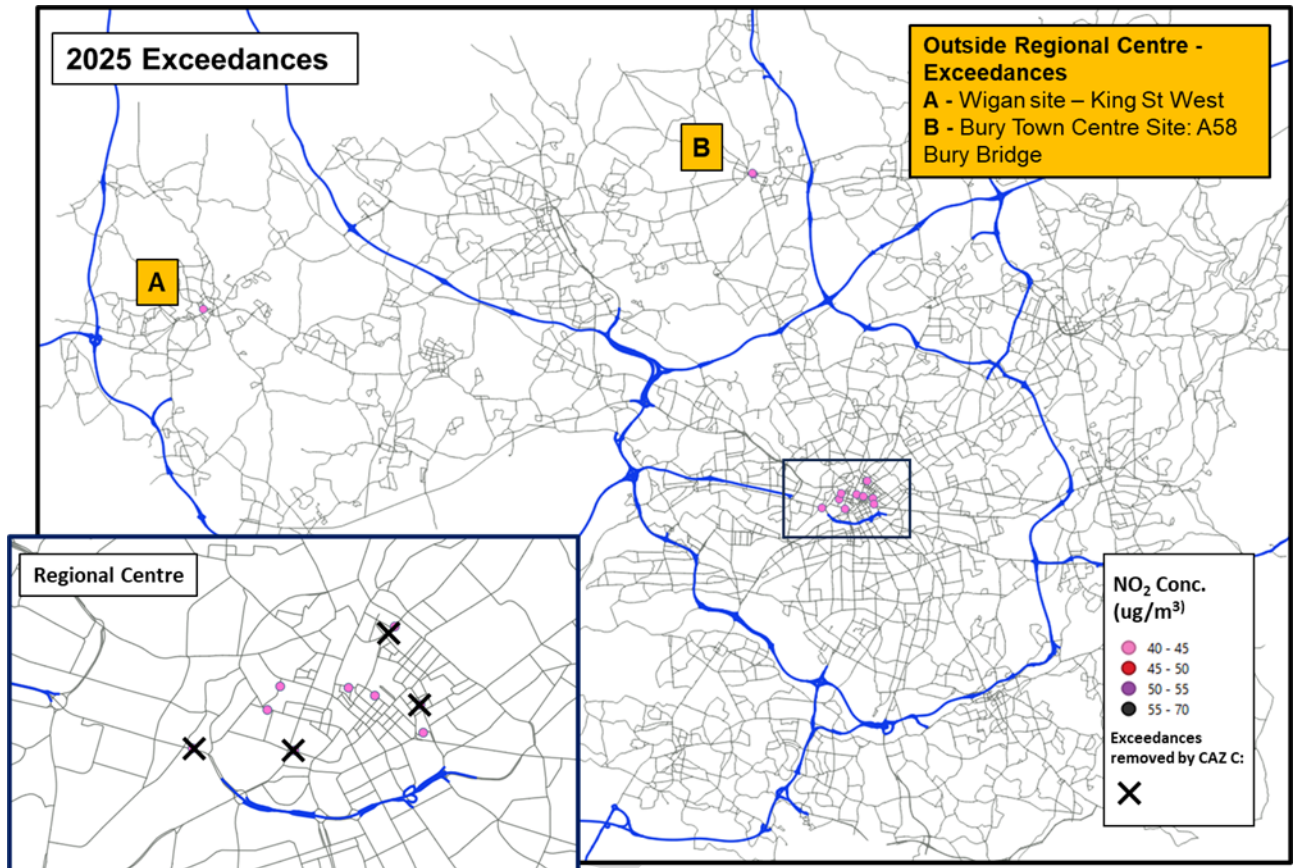 2025 Exceedances
Outside Regional Centre -
Exceedances
A - Wigan site – King St West
B - Bury Town Centre Site: A58
Bury Bridge
B
A
Regional Centre
NO₂ Conc.
(ug/m³)
40 - 45
45 - 50
50 - 55
55 - 70
Exceedances
removed by CAZ C: